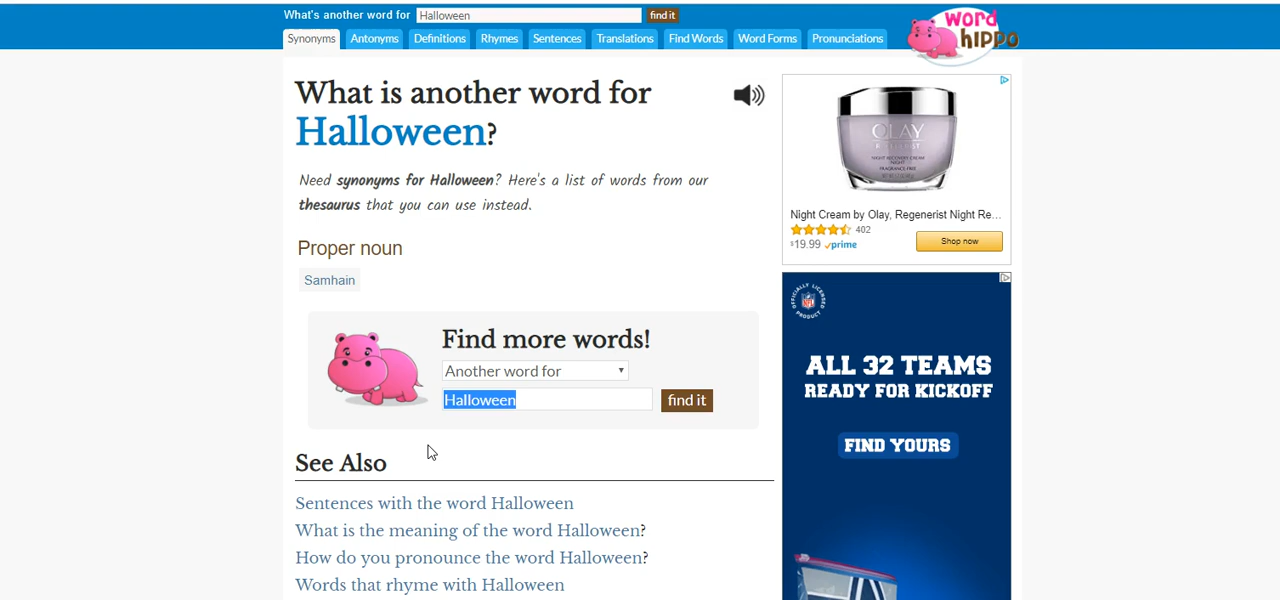 What's another word for Halloween find it
Synonyms Antonyms Definitions Rhymes Sentences Translations Find Words Word Forms Pronunciations
word hippo
What is another word for
Halloween?
Need synonyms for Halloween? Here's a list of words from our
thesaurus that you can use instead.
Proper noun
Samhain
Find more words!
Another word for
Halloween find it
See Also
Sentences with the word Halloween
What is the meaning of the word Halloween?
How do you pronounce the word Halloween?
Words that rhyme with Halloween
OLAY
Night Cream by Olay, Regenerist Night Re...
402
$19.99 prime
Shop now
OFFICIALLY LICENSED
NFL
PRODUCT
ALL 32 TEAMS
READY FOR KICKOFF
FIND YOURS